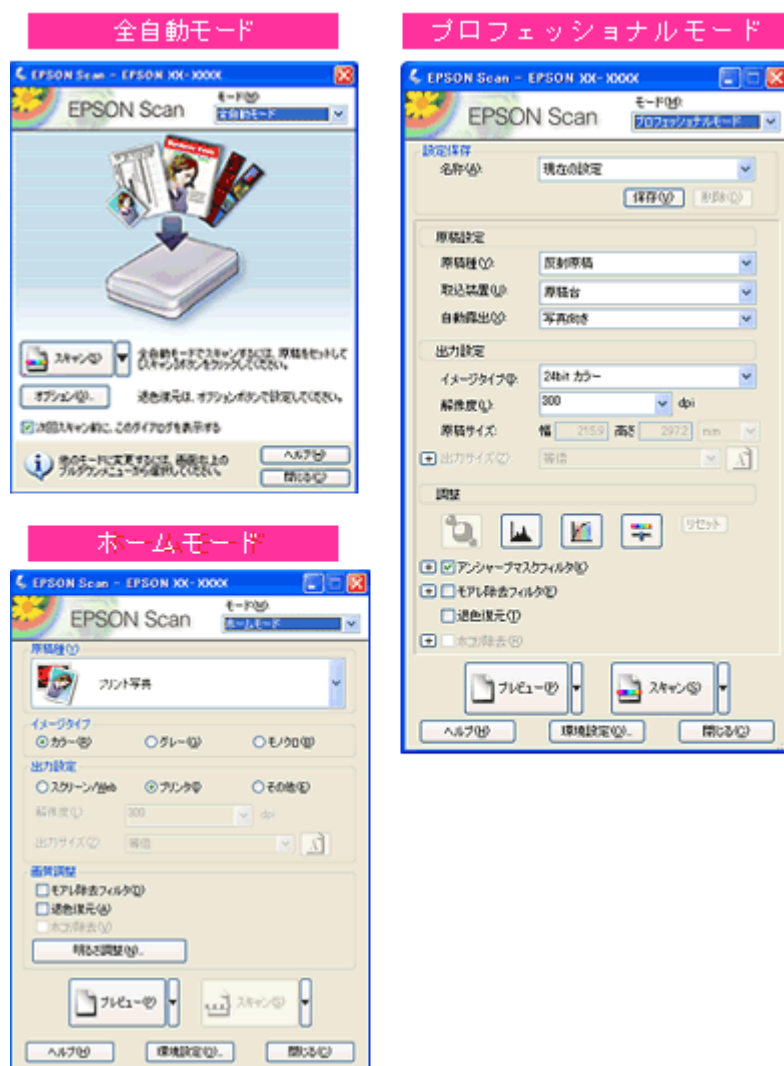 全自動モード
EPSON Scan - EPSON XX-XXXX
EPSON Scan
モード(M):
全自動モード
スキャン(S)
全自動モードでスキャンするには、原稿をセットして
[スキャン]ボタンをクリックしてください。
オプション(O)...
退色復元は、オプションボタンで設定してください。
次回スキャン前に、このダイアログを表示する
他のモードに変更するには、画面右上の
プルダウンメニューから選択してください。
ヘルプ(H)
閉じる(C)
ホームモード
EPSON Scan - EPSON XX-XXXX
EPSON Scan
モード(M):
ホームモード
原稿種(Y)
プリント写真
イメージタイプ
カラー(B) グレー(G) モノクロ(J)
出力設定
スクリーン/Web プリンタ(I) その他(E)
解像度(L): 300 dpi
出力サイズ(Z): 等倍
画質調整
モアレ除去フィルタ(D)
退色復元(A)
ホコリ除去(V)
明るさ調整(N)...
プレビュー(P) スキャン(S)
ヘルプ(H) 環境設定(O)... 閉じる(C)
プロフェッショナルモード
EPSON Scan - EPSON XX-XXXX
EPSON Scan
モード(M):
プロフェッショナルモード
設定保存
名称(A): 現在の設定
保存(V) 削除(D)
原稿設定
原稿種(Y): 反射原稿
取込装置(U): 原稿台
自動露出(X): 写真向き
出力設定
イメージタイプ(I): 24bit カラー
解像度(L): 300 dpi
原稿サイズ: 幅 215.9 高さ 297.2 mm
出力サイズ(Z): 等倍
調整
リセット
アンシャープマスクフィルタ(K)
モアレ除去フィルタ(E)
退色復元(T)
ホコリ除去(R)
プレビュー(P) スキャン(S)
ヘルプ(H) 環境設定(O)... 閉じる(C)